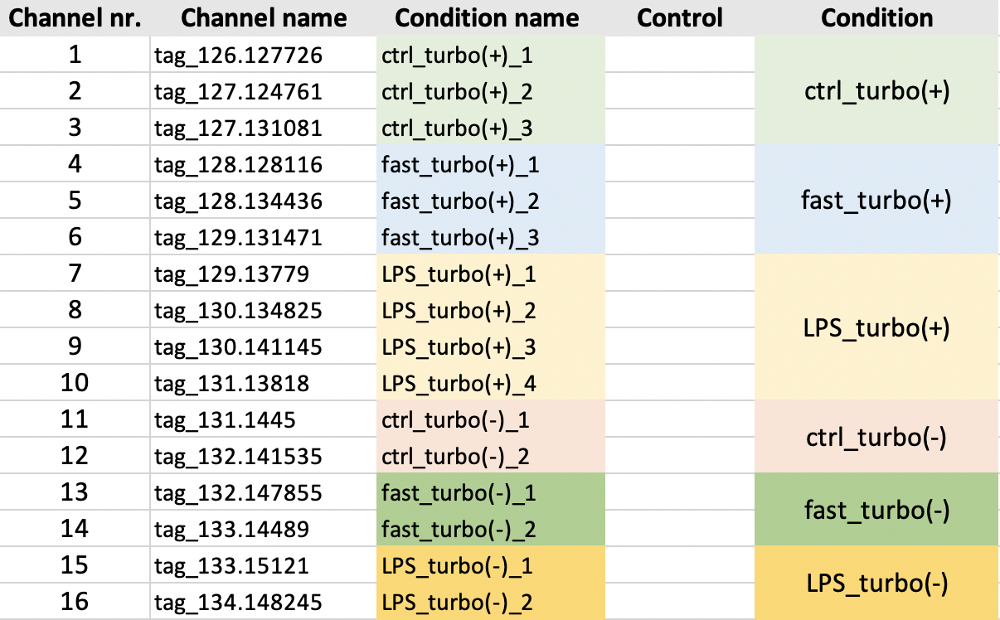 Channel nr. Channel name Condition name Control Condition
1 tag_126.127726 ctrl_turbo(+)_1
2 tag_127.124761 ctrl_turbo(+)_2 ctrl_turbo(+)
3 tag_127.131081 ctrl_turbo(+)_3
4 tag_128.128116 fast_turbo(+)_1
5 tag_128.134436 fast_turbo(+)_2 fast_turbo(+)
6 tag_129.131471 fast_turbo(+)_3
7 tag_129.13779 LPS_turbo(+)_1
8 tag_130.134825 LPS_turbo(+)_2
LPS_turbo(+)
9 tag_130.141145 LPS_turbo(+)_3
10 tag_131.13818 LPS_turbo(+)_4
11 tag_131.1445 ctrl_turbo(-)_1
ctrl_turbo(-)
12 tag_132.141535 ctrl_turbo(-)_2
13 tag_132.147855 fast_turbo(-)_1
fast_turbo(-)
14 tag_133.14489 fast_turbo(-)_2
15 tag_133.15121 LPS_turbo(-)_1
LPS_turbo(-)
16 tag_134.148245 LPS_turbo(-)_2